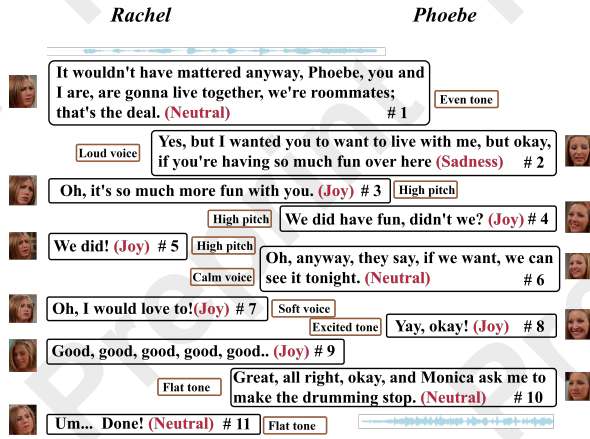 Rachel
Phoebe
It wouldn't have mattered anyway, Phoebe, you and
I are, are gonna live together, we're roommates;
that's the deal. (Neutral) # 1
Even tone
Loud voice
Yes, but I wanted you to want to live with me, but okay,
if you're having so much fun over here (Sadness) # 2
Oh, it's so much more fun with you. (Joy) # 3
High pitch
High pitch
We did have fun, didn't we? (Joy) # 4
We did! (Joy) # 5
High pitch
Calm voice
Oh, anyway, they say, if we want, we can
see it tonight. (Neutral) # 6
Oh, I would love to!(Joy) # 7
Soft voice
Excited tone
Yay, okay! (Joy) # 8
Good, good, good, good, good.. (Joy) # 9
Flat tone
Great, all right, okay, and Monica ask me to
make the drumming stop. (Neutral) # 10
Um... Done! (Neutral) # 11
Flat tone
Preprint